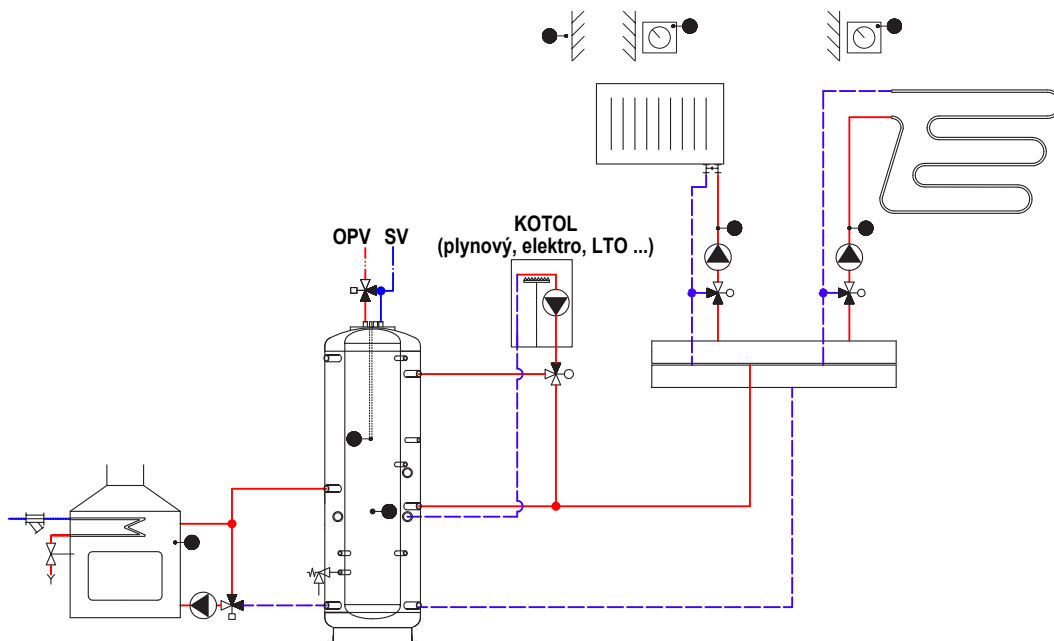 KOTOL
(plynový, elektro, LTO ...)
OPV SV